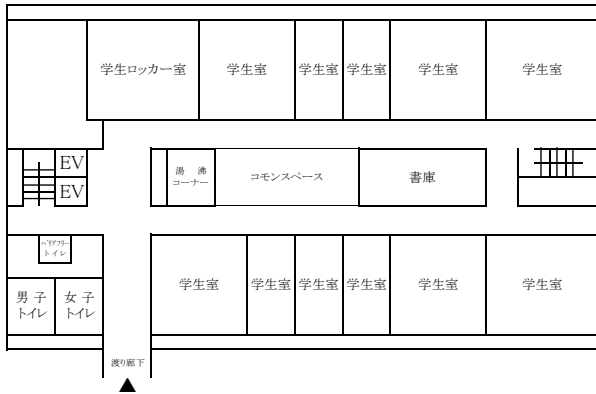 学生ロッカー室
学生室
学生室
学生室
学生室
学生室
EV
EV
湯 沸
コーナー
コモンスペース
書庫
バリアフリー
トイレ
男 子
トイレ
女 子
トイレ
学生室
学生室
学生室
学生室
学生室
学生室
渡り廊下